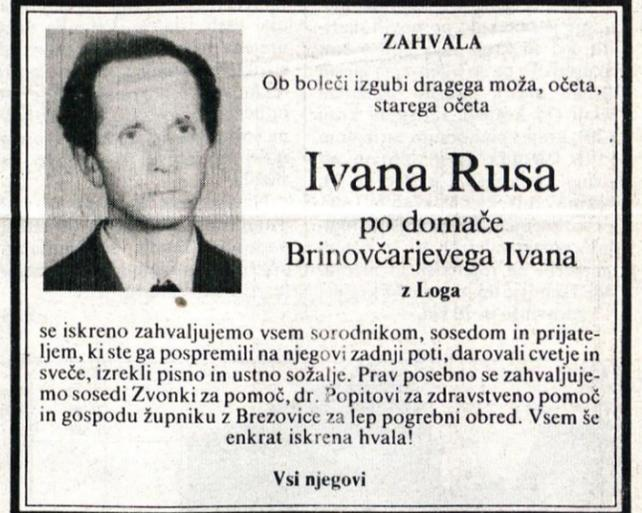 ZAHVALA
Ob boleči izgubi dragega moža, očeta,
starega očeta
Ivana Rusa
po domače
Brinovčarjevega Ivana
z Loga
se iskreno zahvaljujemo vsem sorodnikom, sosedom in prijate-
ljem, ki ste ga pospremili na njegovi zadnji poti, darovali cvetje in
sveče, izrekli pisno in ustno sožalje. Prav posebno se zahvaljuje-
mo sosedi Zvonki za pomoč, dr. Popitovi za zdravstveno pomoč
in gospodu župniku z Brezovice za lep pogrebni obred. Vsem še
enkrat iskrena hvala!
Vsi njegovi